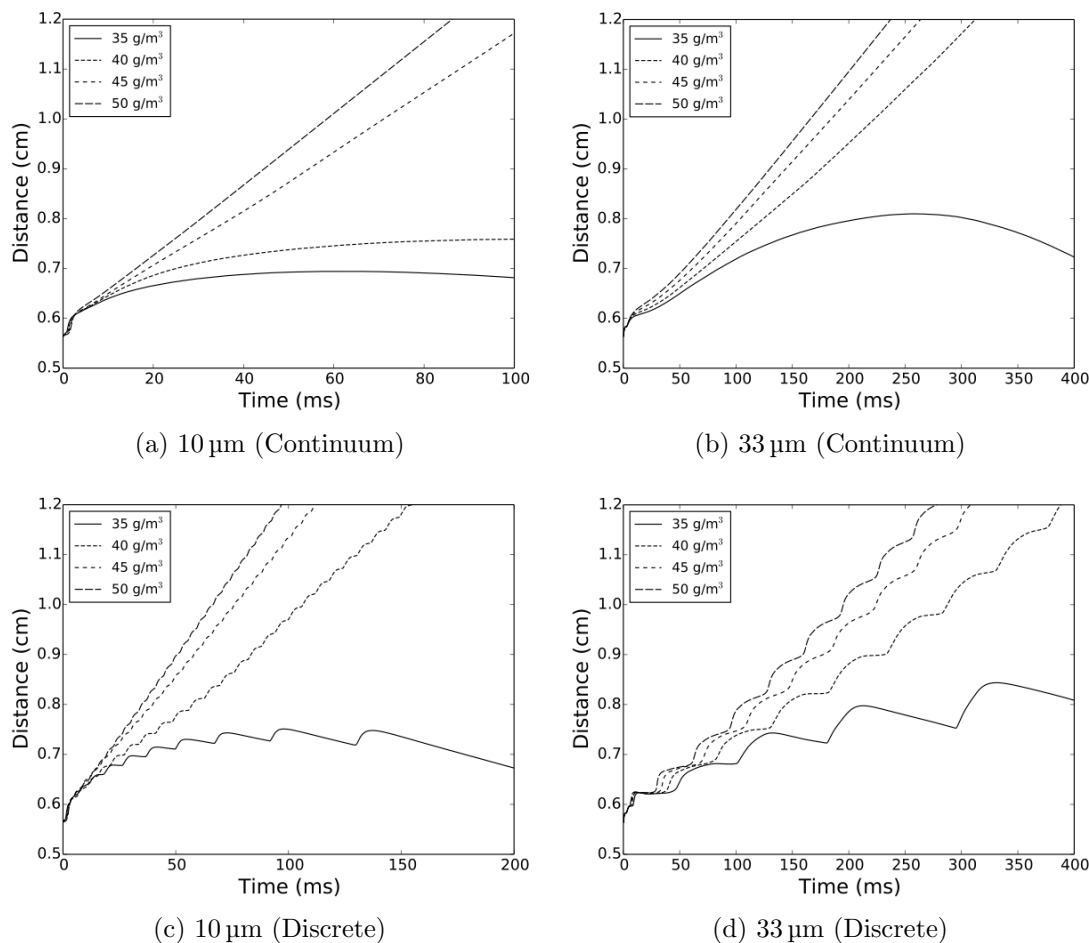 1.2
1.1
1.0
0.9
0.8
0.7
0.6
0.5
Distance (cm)
35 g/m³
40 g/m³
45 g/m³
50 g/m³
0 20 40 60 80 100
Time (ms)
(a) 10 µm (Continuum)
1.2
1.1
1.0
0.9
0.8
0.7
0.6
0.5
Distance (cm)
35 g/m³
40 g/m³
45 g/m³
50 g/m³
0 50 100 150 200 250 300 350 400
Time (ms)
(b) 33 µm (Continuum)
1.2
1.1
1.0
0.9
0.8
0.7
0.6
0.5
Distance (cm)
35 g/m³
40 g/m³
45 g/m³
50 g/m³
0 50 100 150 200
Time (ms)
(c) 10 µm (Discrete)
1.2
1.1
1.0
0.9
0.8
0.7
0.6
0.5
Distance (cm)
35 g/m³
40 g/m³
45 g/m³
50 g/m³
0 50 100 150 200 250 300 350 400
Time (ms)
(d) 33 µm (Discrete)